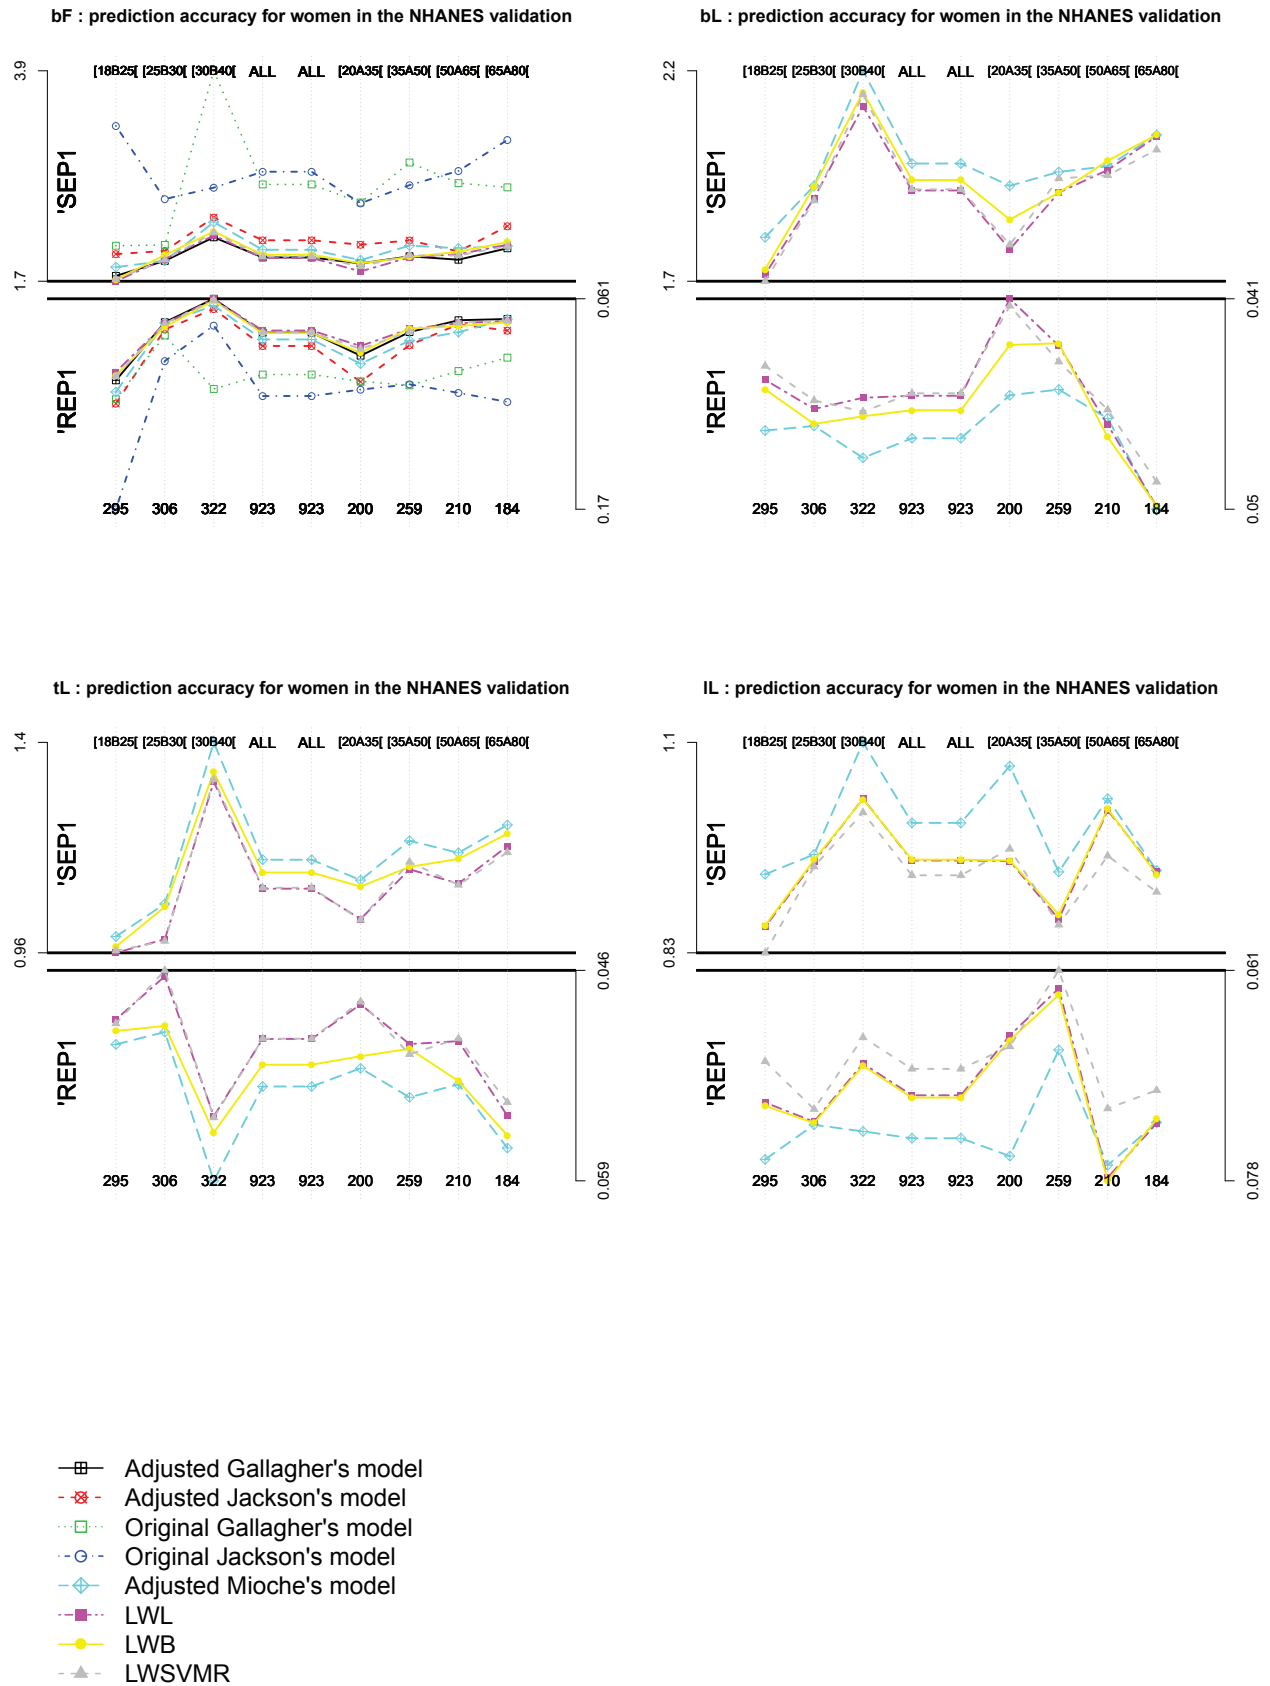 bF : prediction accuracy for women in the NHANES validation
[18B25[ [25B30[ [30B40[ ALL ALL [20A35[ [35A50[ [50A65[ [65A80[
3.9
'SEP1
1.7
0.061
'REP1
0.17
295 306 322 923 923 200 259 210 184
bL : prediction accuracy for women in the NHANES validation
[18B25[ [25B30[ [30B40[ ALL ALL [20A35[ [35A50[ [50A65[ [65A80[
2.2
'SEP1
1.7
0.041
'REP1
0.05
295 306 322 923 923 200 259 210 184
tL : prediction accuracy for women in the NHANES validation
[18B25[ [25B30[ [30B40[ ALL ALL [20A35[ [35A50[ [50A65[ [65A80[
1.4
'SEP1
0.96
0.046
'REP1
0.059
295 306 322 923 923 200 259 210 184
lL : prediction accuracy for women in the NHANES validation
[18B25[ [25B30[ [30B40[ ALL ALL [20A35[ [35A50[ [50A65[ [65A80[
1.1
'SEP1
0.83
0.061
'REP1
0.078
295 306 322 923 923 200 259 210 184
Adjusted Gallagher's model
Adjusted Jackson's model
Original Gallagher's model
Original Jackson's model
Adjusted Mioche's model
LWL
LWB
LWSVMR